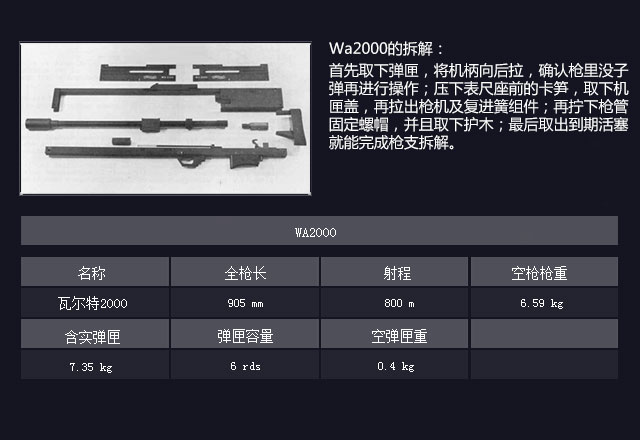 Wa2000的拆解：
首先取下弹匣，将机柄向后拉，确认枪里没子
弹再进行操作；压下表尺座前的卡笋，取下机
匣盖，再拉出枪机及复进簧组件；再拧下枪管
固定螺帽，并且取下护木；最后取出到期活塞
就能完成枪支拆解。
WA2000
名称 全枪长 射程 空枪枪重
瓦尔特2000 905 mm 800 m 6.59 kg
含实弹匣 弹匣容量 空弹匣重
7.35 kg 6 rds 0.4 kg